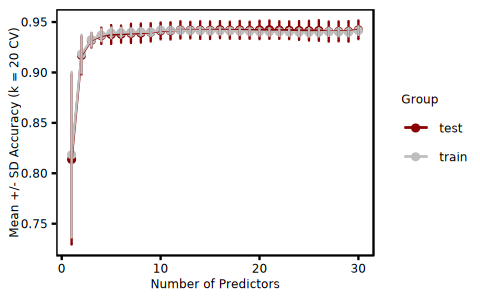 Mean +/- SD Accuracy (k = 20 CV)
0.95
0.90
0.85
0.80
0.75
0 10 20 30
Number of Predictors
Group
test
train